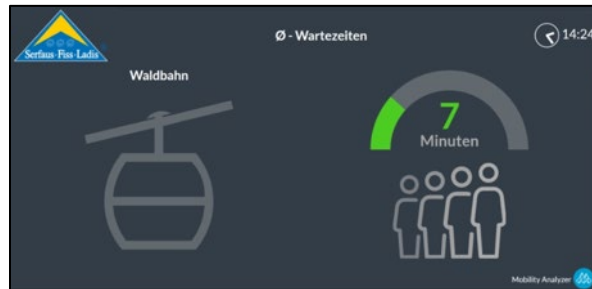 Serfaus-Fiss-Ladis
Ø - Wartezeiten
14:24
Waldbahn
7
Minuten
Mobility Analyzer